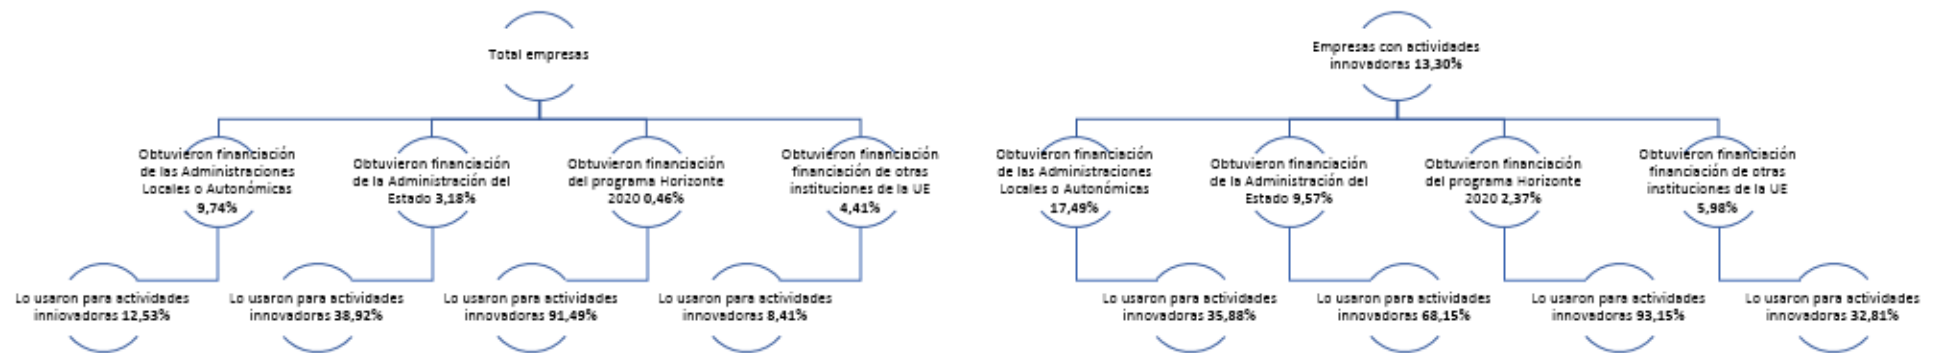 Total empresas
Obtuvieron financiación
de las Administraciones
Locales o Autonómicas
9,74%
Obtuvieron financiación
de la Administración del
Estado 3,18%
Obtuvieron financiación
del programa Horizonte
2020 0,46%
Obtuvieron financiación
financiación de otras
instituciones de la UE
4,41%
Lo usaron para actividades
inniovadoras 12,53%
Lo usaron para actividades
innovadoras 38,92%
Lo usaron para actividades
innovadoras 91,49%
Lo usaron para actividades
innovadoras 8,41%
Empresas con actividades
innovadoras 13,30%
Obtuvieron financiación
de las Administraciones
Locales o Autonómicas
17,49%
Obtuvieron financiación
de la Administración del
Estado 9,57%
Obtuvieron financiación
del programa Horizonte
2020 2,37%
Obtuvieron financiación
financiación de otras
instituciones de la UE
5,98%
Lo usaron para actividades
innovadoras 35,88%
Lo usaron para actividades
innovadoras 68,15%
Lo usaron para actividades
innovadoras 93,15%
Lo usaron para actividades
innovadoras 32,81%